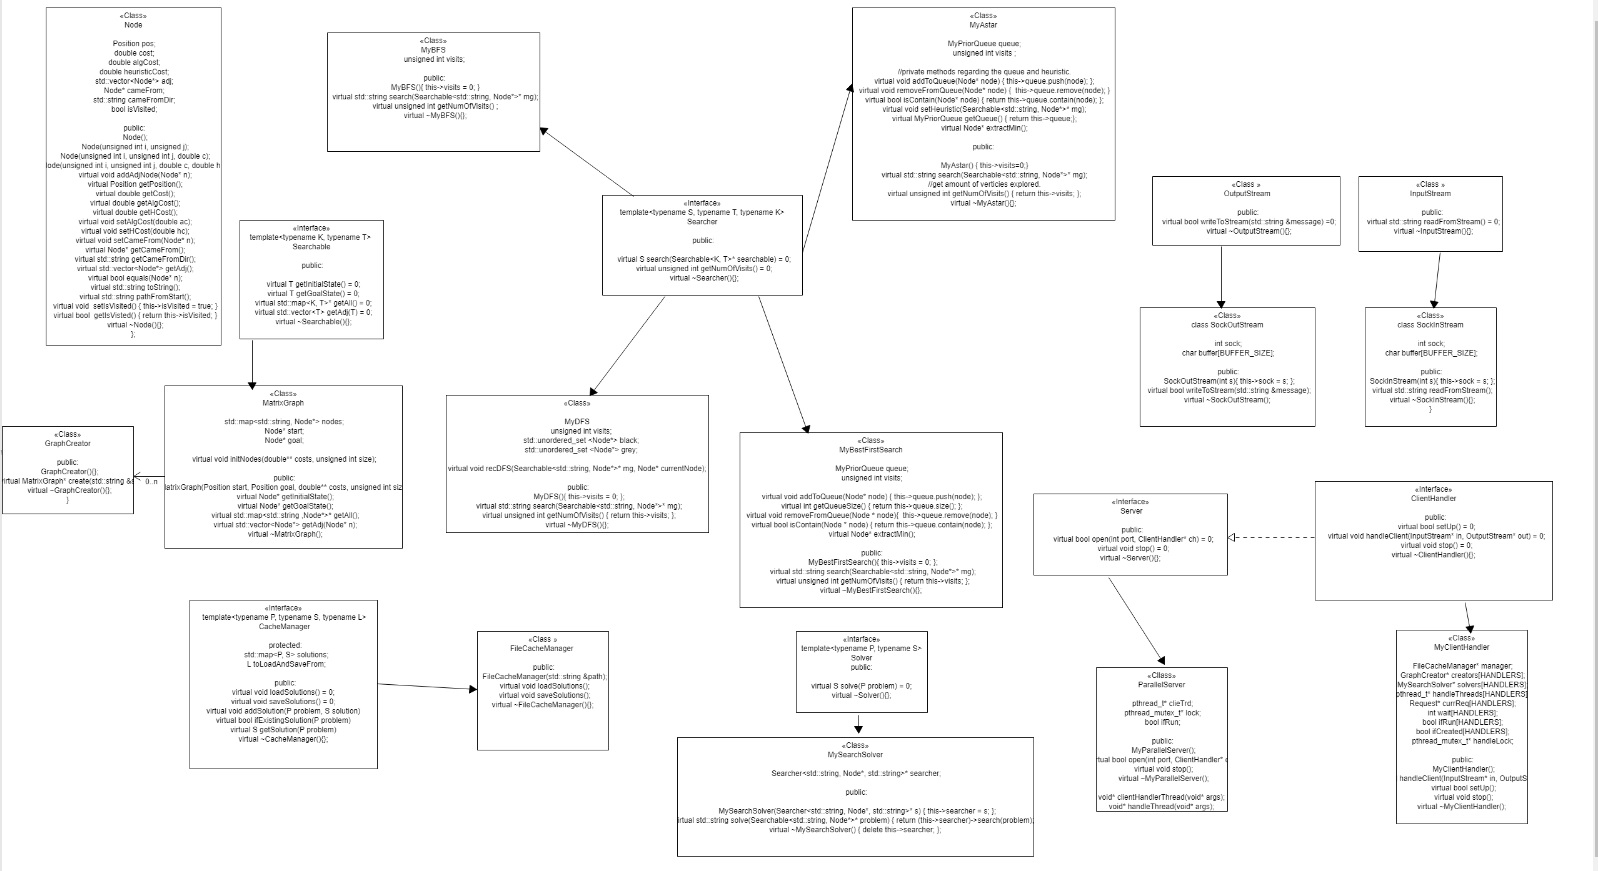 «Class»
Node
Position pos;
double cost;
double algCost;
double heuristicCost;
std::vector<Node*> adj;
Node* cameFrom;
std::string cameFromDir;
bool isVisited;
public:
Node();
Node(unsigned int i, unsigned j);
Node(unsigned int i, unsigned int j, double c);
lode(unsigned int i, unsigned int j, double c, double h
virtual void addAdjNode(Node* n);
virtual Position getPosition();
virtual double getCost();
virtual double getAlgCost();
virtual double getHCost();
virtual void setAlgCost(double ac);
virtual void setHCost(double hc);
virtual void setCameFrom(Node* n);
virtual Node* getCameFrom();
virtual std::string getCameFromDir();
virtual std::vector<Node*> getAdj();
virtual bool equals(Node* n);
virtual std::string toString();
virtual std::string pathFromStart();
virtual void setIsVisited() { this->isVisited = true; }
virtual bool getIsVisted() { return this->isVisited; }
virtual ~Node(){};
};
«Class»
MyBFS
unsigned int visits;
public:
MyBFS(){ this->visits = 0; }
virtual std::string search(Searchable<std::string, Node*>* mg);
virtual unsigned int getNumOfVisits() ;
virtual ~MyBFS(){};
«Class»
MyAstar
MyPriorQueue queue;
unsigned int visits ;
//private methods regarding the queue and heuristic.
virtual void addToQueue(Node* node) { this->queue.push(node); };
virtual void removeFromQueue(Node* node) { this->queue.remove(node); }
virtual bool isContain(Node* node) { return this->queue.contain(node); };
virtual void setHeuristic(Searchable<std::string, Node*>* mg);
virtual MyPriorQueue getQueue() { return this->queue;};
virtual Node* extractMin();
public:
MyAstar() { this->visits=0;}
virtual std::string search(Searchable<std::string, Node*>* mg);
//get amount of verticies explored.
virtual unsigned int getNumOfVisits() { return this->visits; };
virtual ~MyAstar(){};
«Interface»
template<typename S, typename T, typename K>
Searcher
public:
virtual S search(Searchable<K, T>* searchable) = 0;
virtual unsigned int getNumOfVisits() = 0;
virtual ~Searcher(){};
«Class »
OutputStream
public:
virtual bool writeToStream(std::string &message) =0;
virtual ~OutputStream(){};
«Class »
InputStream
public:
virtual std::string readFromStream() = 0;
virtual ~InputStream(){};
«Interface»
template<typename K, typename T>
Searchable
public:
virtual T getInitialState() = 0;
virtual T getGoalState() = 0;
virtual std::map<K, T>* getAll() = 0;
virtual std::vector<T> getAdj(T) = 0;
virtual ~Searchable(){};
«Class»
class SockOutStream
int sock;
char buffer[BUFFER_SIZE];
public:
SockOutStream(int s){ this->sock = s; };
virtual bool writeToStream(std::string &message);
virtual ~SockOutStream();
«Class»
class SockInStream
int sock;
char buffer[BUFFER_SIZE];
public:
SockInStream(int s){ this->sock = s; };
virtual std::string readFromStream();
virtual ~SockInStream(){};
}
«Class»
GraphCreator
public:
GraphCreator(){};
irtual MatrixGraph* create(std::string &s
virtual ~GraphCreator(){};
}
0..n
«Class»
MatrixGraph
std::map<std::string, Node*> nodes;
Node* start;
Node* goal;
virtual void initNodes(double** costs, unsigned int size);
public:
latrixGraph(Position start, Position goal, double** costs, unsigned int siz
virtual Node* getInitialState();
virtual Node* getGoalState();
virtual std::map<std::string ,Node*>* getAll();
virtual std::vector<Node*> getAdj(Node* n);
virtual ~MatrixGraph();
«Class»
MyDFS
unsigned int visits;
std::unordered_set <Node*> black;
std::unordered_set <Node*> grey;
virtual void recDFS(Searchable<std::string, Node*>* mg, Node* currentNode);
public:
MyDFS(){ this->visits = 0; };
virtual std::string search(Searchable<std::string, Node*>* mg);
virtual unsigned int getNumOfVisits() { return this->visits; };
virtual ~MyDFS(){};
«Class»
MyBestFirstSearch
MyPriorQueue queue;
unsigned int visits;
virtual void addToQueue(Node* node) { this->queue.push(node); };
virtual int getQueueSize() { return this->queue.size(); };
virtual void removeFromQueue(Node * node){ this->queue.remove(node); }
virtual bool isContain(Node * node) { return this->queue.contain(node); };
virtual Node* extractMin();
public:
MyBestFirstSearch(){ this->visits = 0; };
virtual std::string search(Searchable<std::string, Node*>* mg);
virtual unsigned int getNumOfVisits() { return this->visits; };
virtual ~MyBestFirstSearch(){};
«Interface»
Server
public:
virtual bool open(int port, ClientHandler* ch) = 0;
virtual void stop() = 0;
virtual ~Server(){};
«Interface»
ClientHandler
public:
virtual bool setUp() = 0;
virtual void handleClient(InputStream* in, OutputStream* out) = 0;
virtual void stop() = 0;
virtual ~ClientHandler(){};
«Interface»
template<typename P, typename S, typename L>
CacheManager
protected:
std::map<P, S> solutions;
L toLoadAndSaveFrom;
public:
virtual void loadSolutions() = 0;
virtual void saveSolutions() = 0;
virtual void addSolution(P problem, S solution)
virtual bool ifExistingSolution(P problem)
virtual S getSolution(P problem)
virtual ~CacheManager(){};
«Class »
FileCacheManager
public:
FileCacheManager(std::string &path);
virtual void loadSolutions();
virtual void saveSolutions();
virtual ~FileCacheManager(){};
«Interface»
template<typename P, typename S>
Solver
public:
virtual S solve(P problem) = 0;
virtual ~Solver(){};
«Class»
MySearchSolver
Searcher<std::string, Node*, std::string>* searcher;
public:
MySearchSolver(Searcher<std::string, Node*, std::string>* s) { this->searcher = s; };
irtual std::string solve(Searchable<std::string, Node*>* problem) { return (this->searcher)->search(problem);
virtual ~MySearchSolver() { delete this->searcher; };
«Class»
ParallelServer
pthread_t* clieTrd;
pthread_mutex_t* lock;
bool ifRun;
public:
MyParallelServer();
tual bool open(int port, ClientHandler* c
virtual void stop();
virtual ~MyParallelServer();
void* clientHandlerThread(void* args);
void* handleThread(void* args);
«Class»
MyClientHandler
FileCacheManager* manager;
GraphCreator* creators[HANDLERS];
MySearchSolver* solvers[HANDLERS]
pthread_t* handleThreads[HANDLERS]
Request* currReq[HANDLERS];
int wait[HANDLERS];
bool ifRun[HANDLERS];
bool ifCreated[HANDLERS];
pthread_mutex_t* handleLock;
public:
MyClientHandler();
handleClient(InputStream* in, OutputS
virtual bool setUp();
virtual void stop();
virtual ~MyClientHandler();